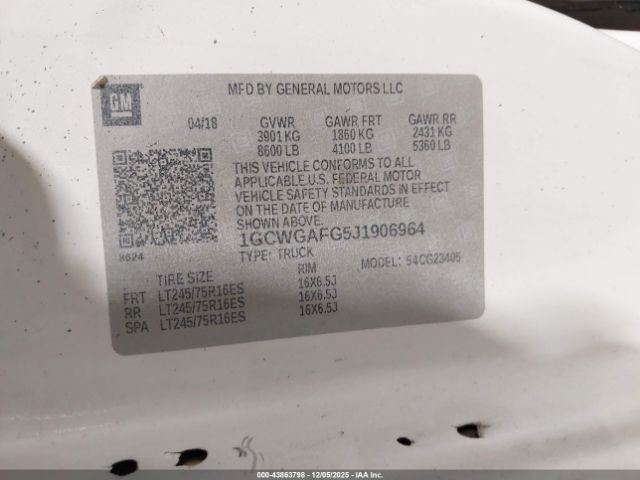 GM
MFD BY GENERAL MOTORS LLC
04/18 GVWR GAWR FRT GAWR RR
3901 KG 1860 KG 2431 KG
8600 LB 4100 LB 5360 LB
THIS VEHICLE CONFORMS TO ALL
APPLICABLE U.S. FEDERAL MOTOR
VEHICLE SAFETY STANDARDS IN EFFECT
ON THE DATE OF MANUFACTURE
SHOWN ABOVE.
8624
1GCWGAFG5J1906964
TYPE: TRUCK MODEL: 54CG23405
TIRE SIZE RIM
FRT LT245/75R16ES 16X6.5J
RR LT245/75R16ES 16X6.5J
SPA LT245/75R16ES 16X6.5J
000-43863798 - 12/05/2025 - IAA Inc.